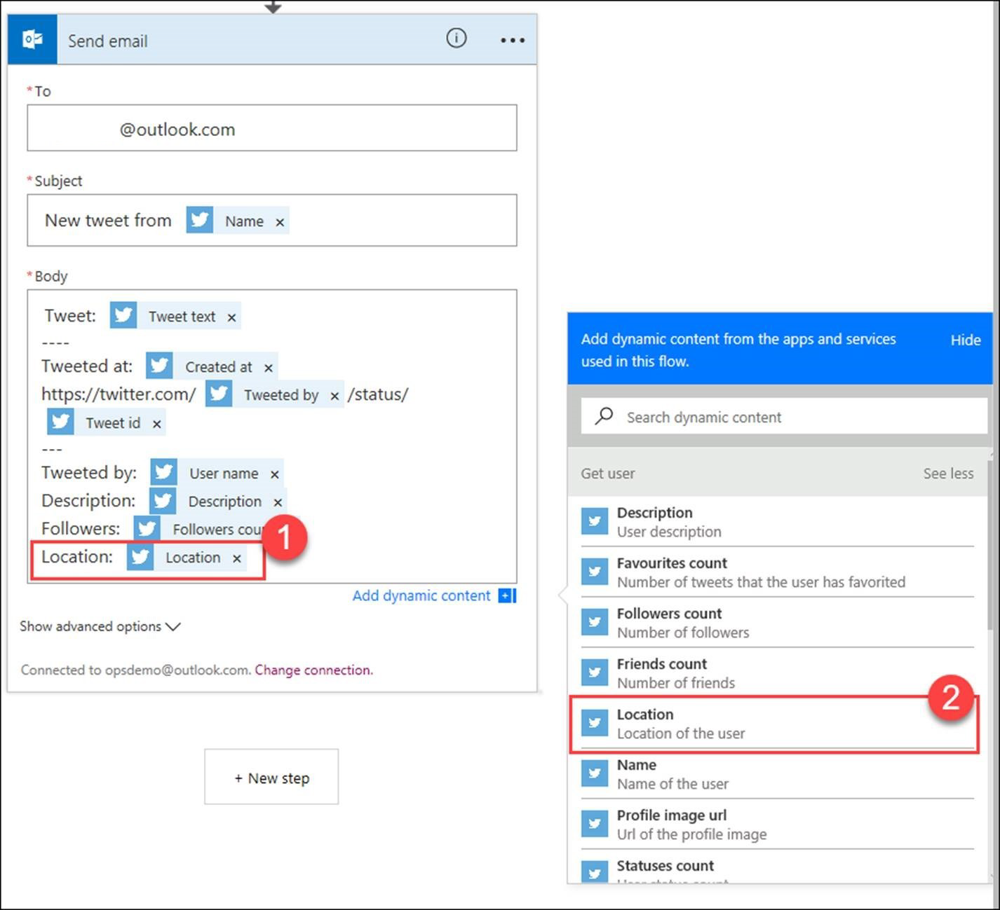 Send email
* To
@outlook.com
* Subject
New tweet from Name ×
* Body
Tweet: Tweet text ×
----
Tweeted at: Created at ×
https://twitter.com/ Tweeted by × /status/
Tweet id ×
---
Tweeted by: User name ×
Description: Description ×
Followers: Followers cou
Location: Location ×
1
Add dynamic content
Show advanced options
Connected to opsdemo@outlook.com. Change connection.
+ New step
Add dynamic content from the apps and services
used in this flow.
Hide
Search dynamic content
Get user See less
Description
User description
Favourites count
Number of tweets that the user has favorited
Followers count
Number of followers
Friends count
Number of friends
2
Location
Location of the user
Name
Name of the user
Profile image url
Url of the profile image
Statuses count